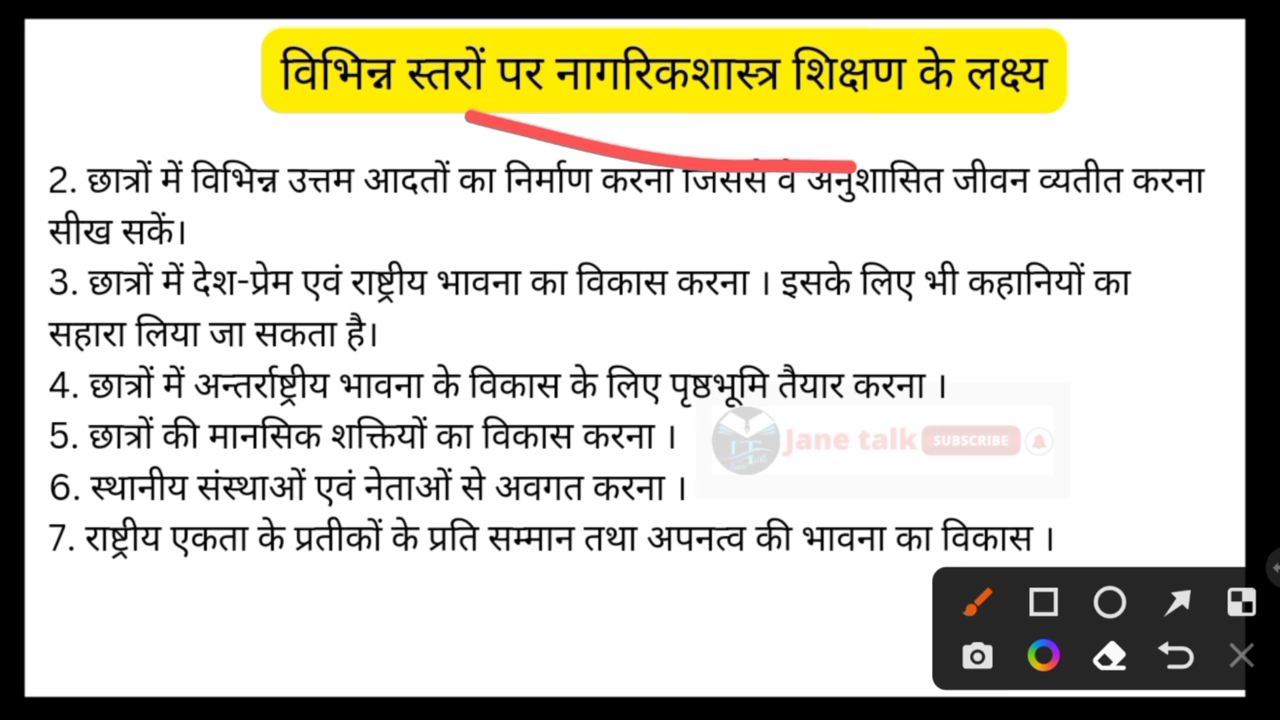 विभिन्न स्तरों पर नागरिकशास्त्र शिक्षण के लक्ष्य
2. छात्रों में विभिन्न उत्तम आदतों का निर्माण करना जिससे वे अनुशासित जीवन व्यतीत करना
सीख सकें।
3. छात्रों में देश-प्रेम एवं राष्ट्रीय भावना का विकास करना । इसके लिए भी कहानियों का
सहारा लिया जा सकता है।
4. छात्रों में अन्तर्राष्ट्रीय भावना के विकास के लिए पृष्ठभूमि तैयार करना ।
5. छात्रों की मानसिक शक्तियों का विकास करना ।
Jane talk SUBSCRIBE
6. स्थानीय संस्थाओं एवं नेताओं से अवगत करना ।
7. राष्ट्रीय एकता के प्रतीकों के प्रति सम्मान तथा अपनत्व की भावना का विकास ।